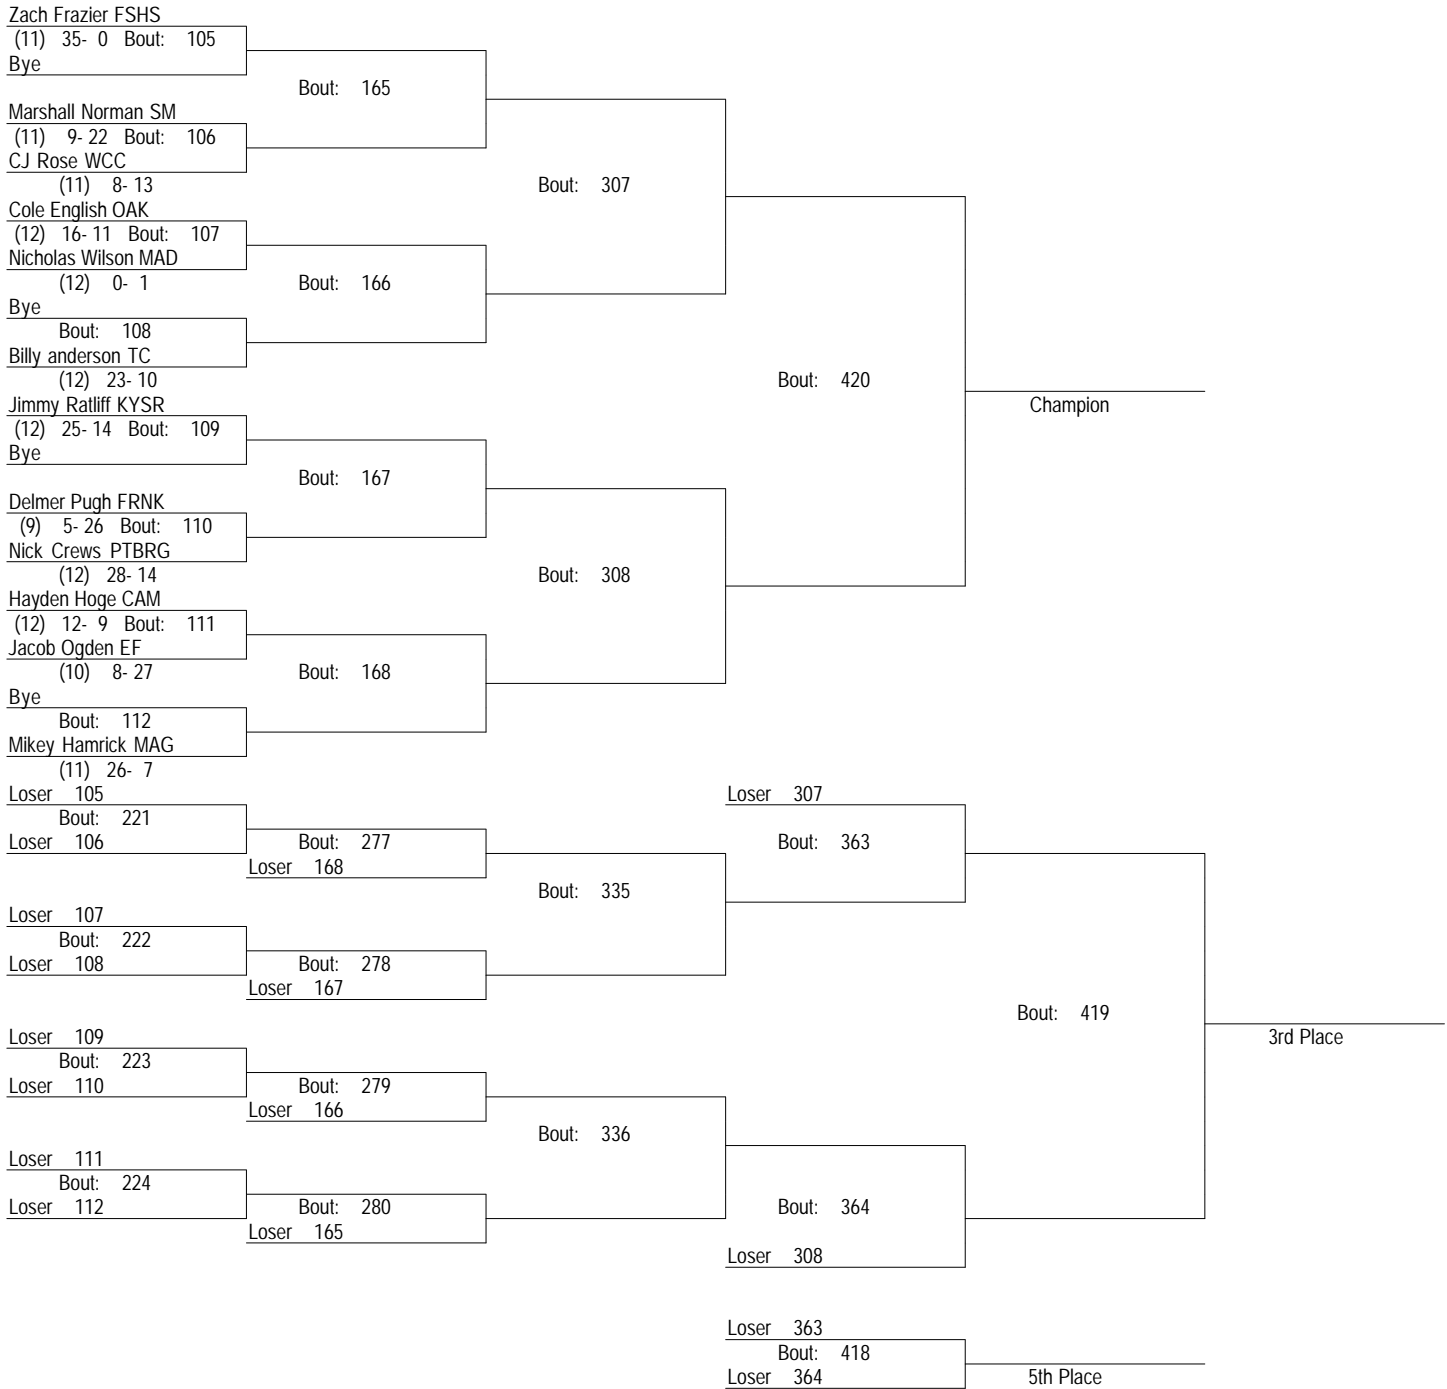 Zach Frazier FSHS
(11) 35- 0 Bout: 105
Bye
Bout: 165
Marshall Norman SM
(11) 9- 22 Bout: 106
CJ Rose WCC
(11) 8- 13
Bout: 307
Cole English OAK
(12) 16- 11 Bout: 107
Nicholas Wilson MAD
(12) 0- 1
Bout: 166
Bye
Bout: 108
Billy anderson TC
(12) 23- 10
Bout: 420
Champion
Jimmy Ratliff KYSR
(12) 25- 14 Bout: 109
Bye
Bout: 167
Delmer Pugh FRNK
(9) 5- 26 Bout: 110
Nick Crews PTBRG
(12) 28- 14
Bout: 308
Hayden Hoge CAM
(12) 12- 9 Bout: 111
Jacob Ogden EF
(10) 8- 27
Bout: 168
Bye
Bout: 112
Mikey Hamrick MAG
(11) 26- 7
Loser 105
Bout: 221
Loser 106
Bout: 277
Loser 168
Loser 307
Bout: 363
Bout: 335
Loser 107
Bout: 222
Loser 108
Bout: 278
Loser 167
Bout: 419
3rd Place
Loser 109
Bout: 223
Loser 110
Bout: 279
Loser 166
Bout: 336
Loser 111
Bout: 224
Loser 112
Bout: 280
Loser 165
Bout: 364
Loser 308
Loser 363
Bout: 418
Loser 364
5th Place